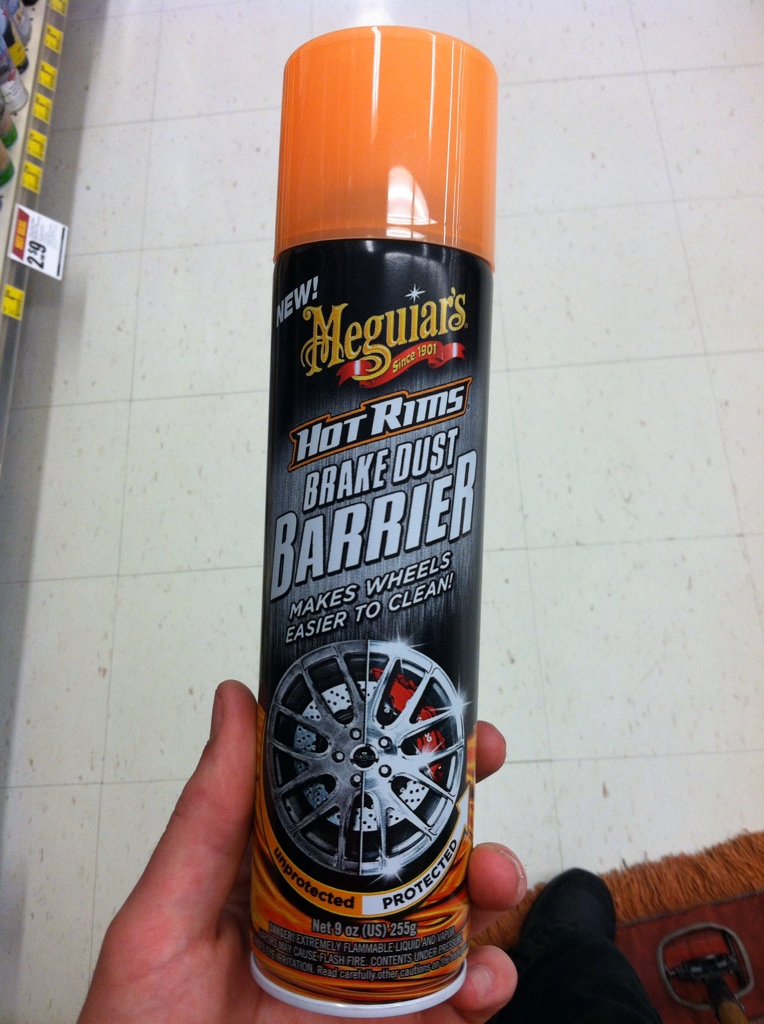 NEW!
Meguiar's
Since 1901
HOT RIMS
BRAKE DUST
BARRIER
MAKES WHEELS
EASIER TO CLEAN!
unprotected PROTECTED
Net 9 oz (US) 255g
DANGER! EXTREMELY FLAMMABLE LIQUID AND VAPOR.
MAY CAUSE FLASH FIRE. CONTENTS UNDER PRESSURE.
EYE IRRITATION. Read carefully other cautions on the
2.59